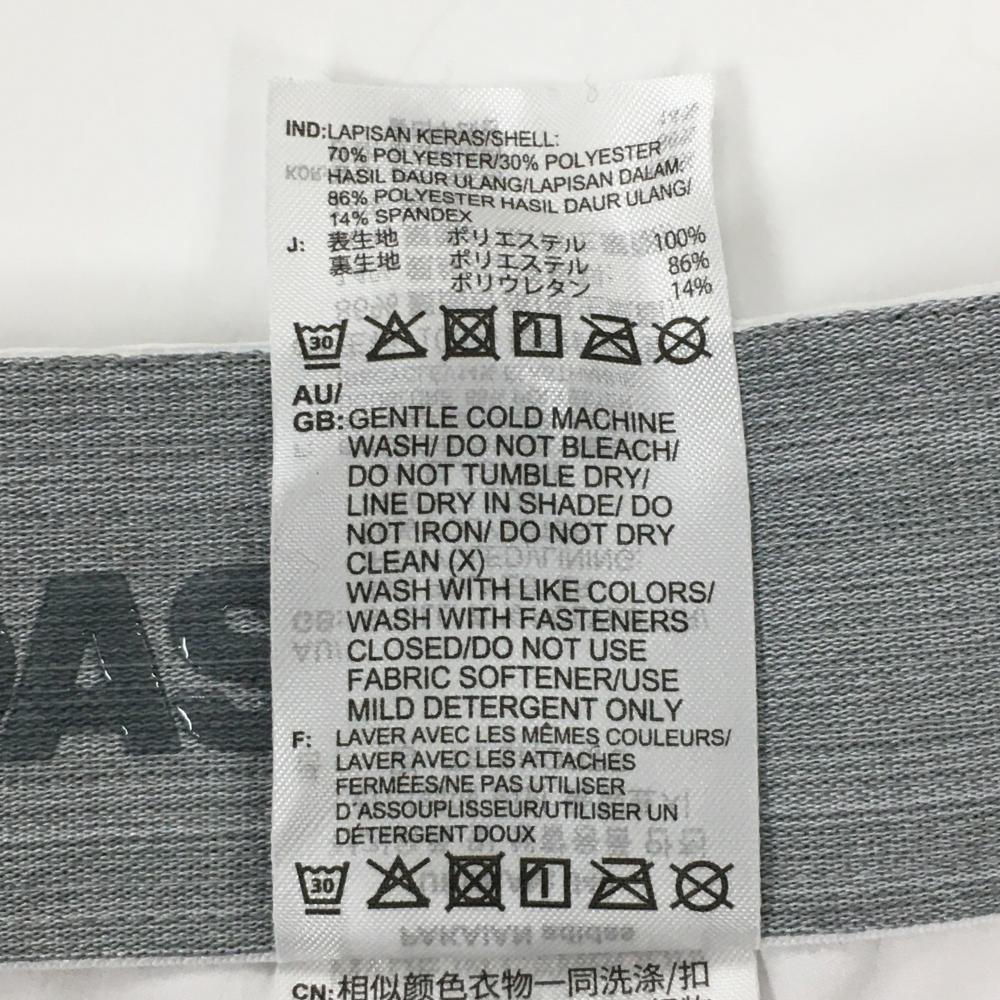 IND:LAPISAN KERAS/SHELL:
70% POLYESTER/30% POLYESTER
HASIL DAUR ULANG/LAPISAN DALAM:
86% POLYESTER HASIL DAUR ULANG/
14% SPANDEX
J: 表生地 ポリエステル 100%
裏生地 ポリエステル 86%
ポリウレタン 14%
30
AU/
GB:GENTLE COLD MACHINE
WASH/ DO NOT BLEACH/
DO NOT TUMBLE DRY/
LINE DRY IN SHADE/ DO
NOT IRON/ DO NOT DRY
CLEAN (X)
WASH WITH LIKE COLORS/
WASH WITH FASTENERS
CLOSED/DO NOT USE
FABRIC SOFTENER/USE
MILD DETERGENT ONLY
F: LAVER AVEC LES MÊMES COULEURS/
LAVER AVEC LES ATTACHES
FERMÉES/NE PAS UTILISER
D´ASSOUPLISSEUR/UTILISER UN
DÉTERGENT DOUX
30
CN:相似颜色衣物一同洗涤/扣
DAS